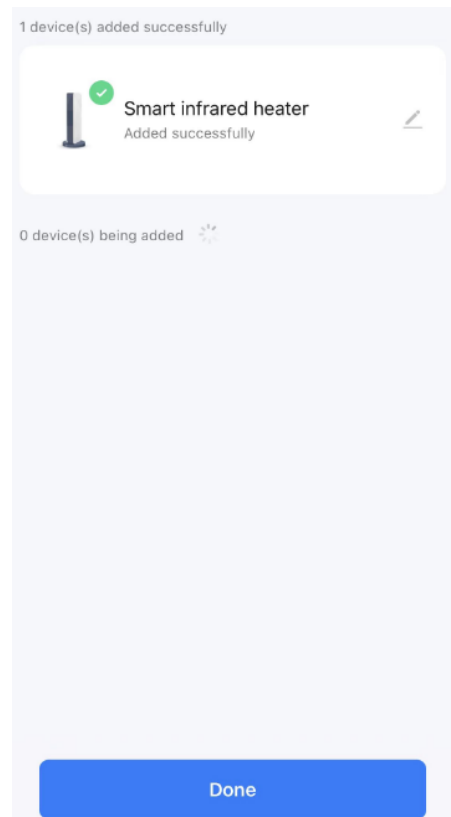 1 device(s) added successfully
Smart infrared heater
Added successfully
0 device(s) being added
Done